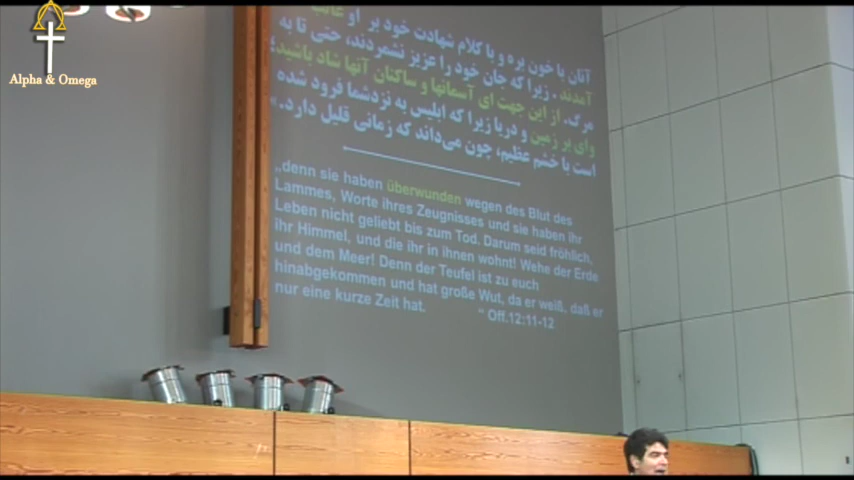 Alpha & Omega
آنان با خون بره و با کلام شهادت خود بر او غالب
آمدند. زیرا که جان خود را عزیز نشمردند، حتی تا به
مرگ. از این جهت ای آسمانها و ساکنان آنها شاد باشید؛
وای بر زمین و دریا زیرا که ابلیس به نزدشما فرود شده
است با خشم عظیم، چون می‌داند که زمانی قلیل دارد.»
„denn sie haben überwunden wegen des Blut des
Lammes, Worte ihres Zeugnisses und sie haben ihr
Leben nicht geliebt bis zum Tod. Darum seid fröhlich,
ihr Himmel, und die ihr in ihnen wohnt! Wehe der Erde
und dem Meer! Denn der Teufel ist zu euch
hinabgekommen und hat große Wut, da er weiß, daß er
nur eine kurze Zeit hat. “ Off.12:11-12